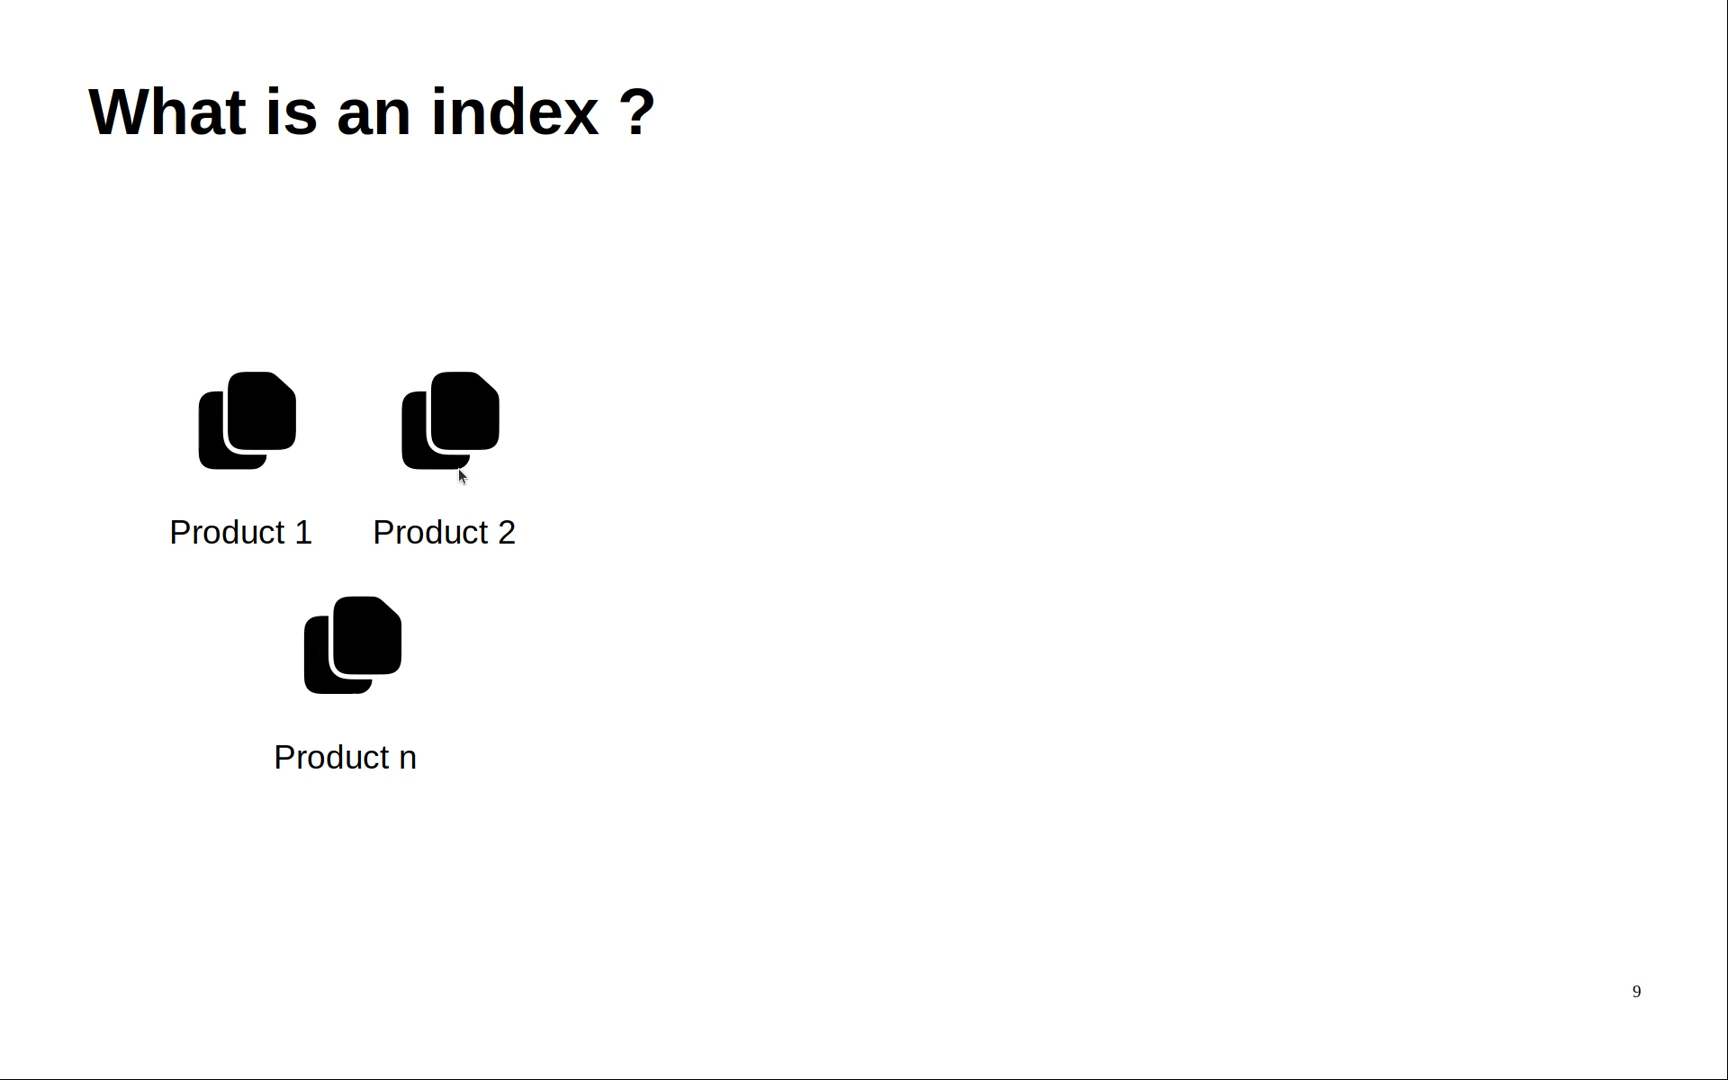 What is an index ?
Product 1
Product 2
Product n
9